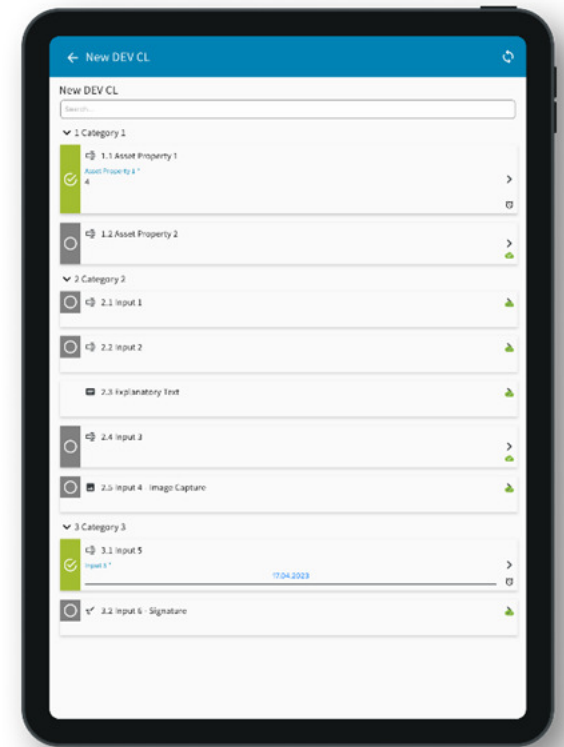 New DEV CL
New DEV CL
Search...
1 Category 1
1.1 Asset Property 1
Asset Property 1 *
4
1.2 Asset Property 2
2 Category 2
2.1 Input 1
2.2 Input 2
2.3 Explanatory Text
2.4 Input 3
2.5 Input 4 - Image Capture
3 Category 3
3.1 Input 5
Input 5 *
17.04.2023
3.2 Input 6 - Signature